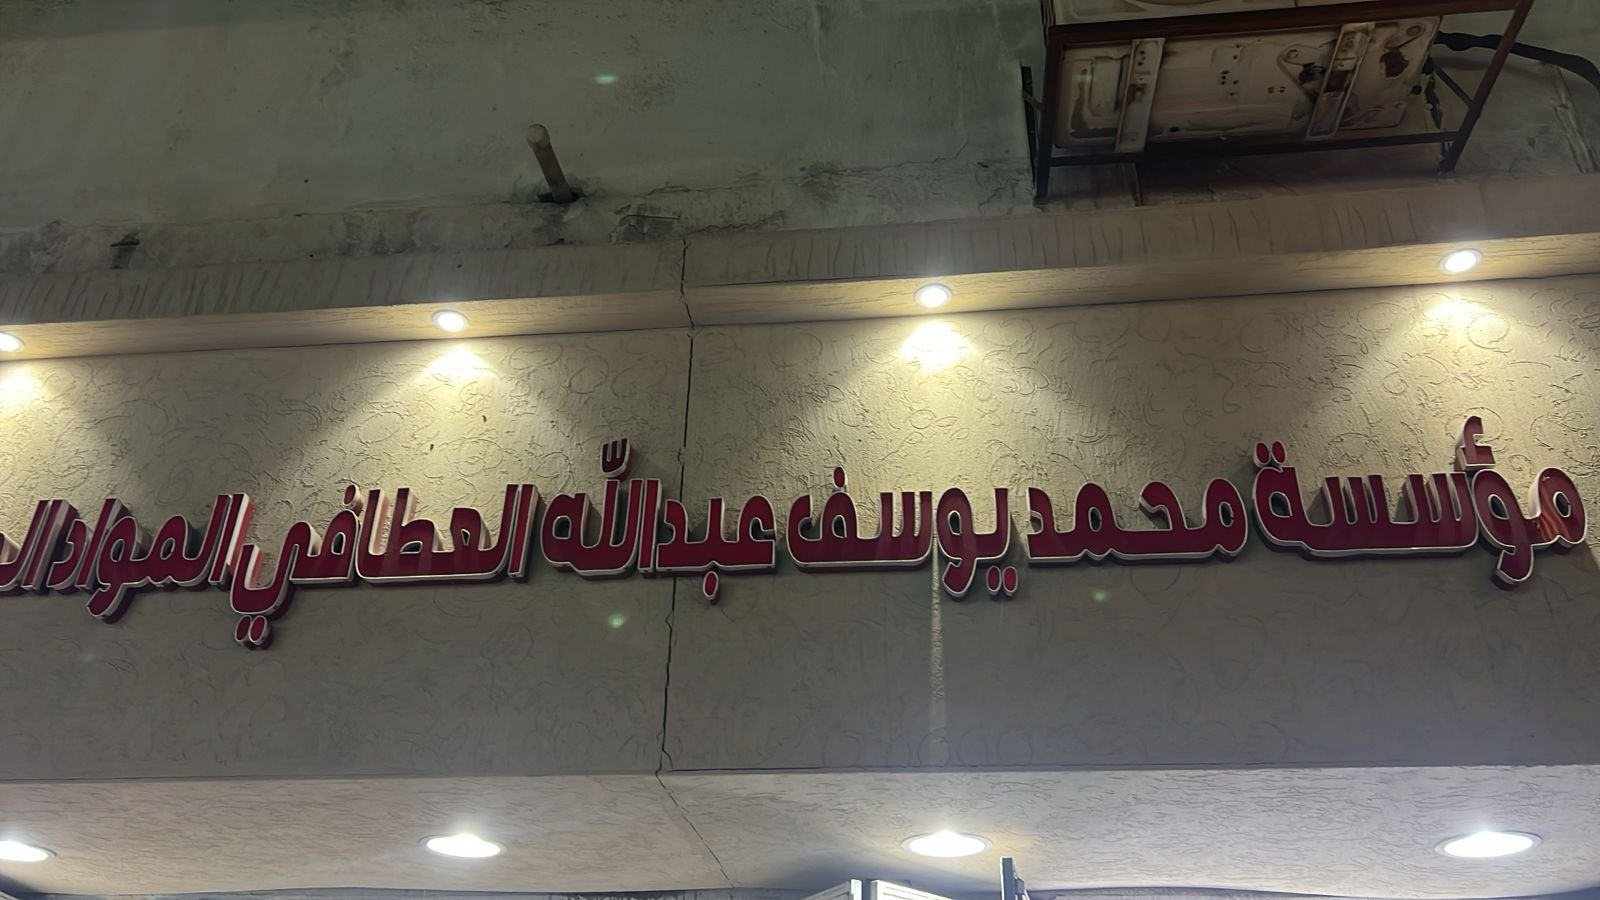 مؤسسة محمد يوسف عبدالله العطافي المواد